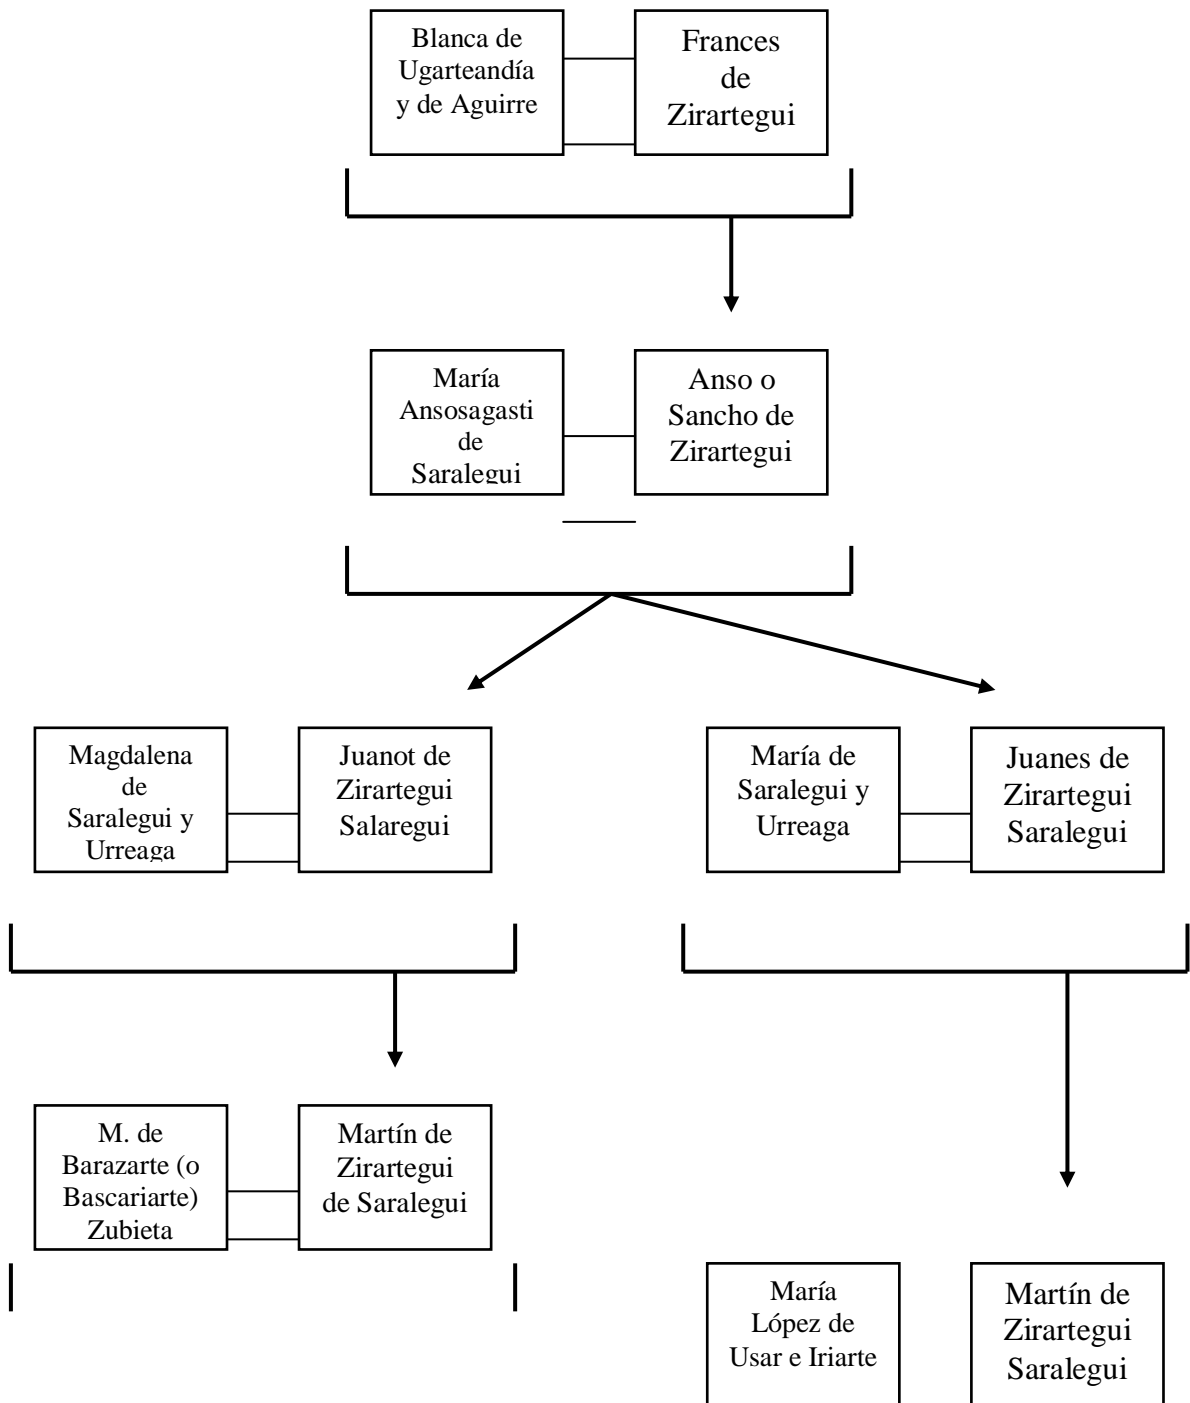 Blanca de
Ugarteandía
y de Aguirre
Frances
de
Zirartegui
María
Ansosagasti
de
Saralegui
Anso o
Sancho de
Zirartegui
Magdalena
de
Saralegui y
Urreaga
Juanot de
Zirartegui
Salaregui
María de
Saralegui y
Urreaga
Juanes de
Zirartegui
Saralegui
M. de
Barazarte (o
Bascariarte)
Zubieta
Martín de
Zirartegui
de Saralegui
María
López de
Usar e Iriarte
Martín de
Zirartegui
Saralegui